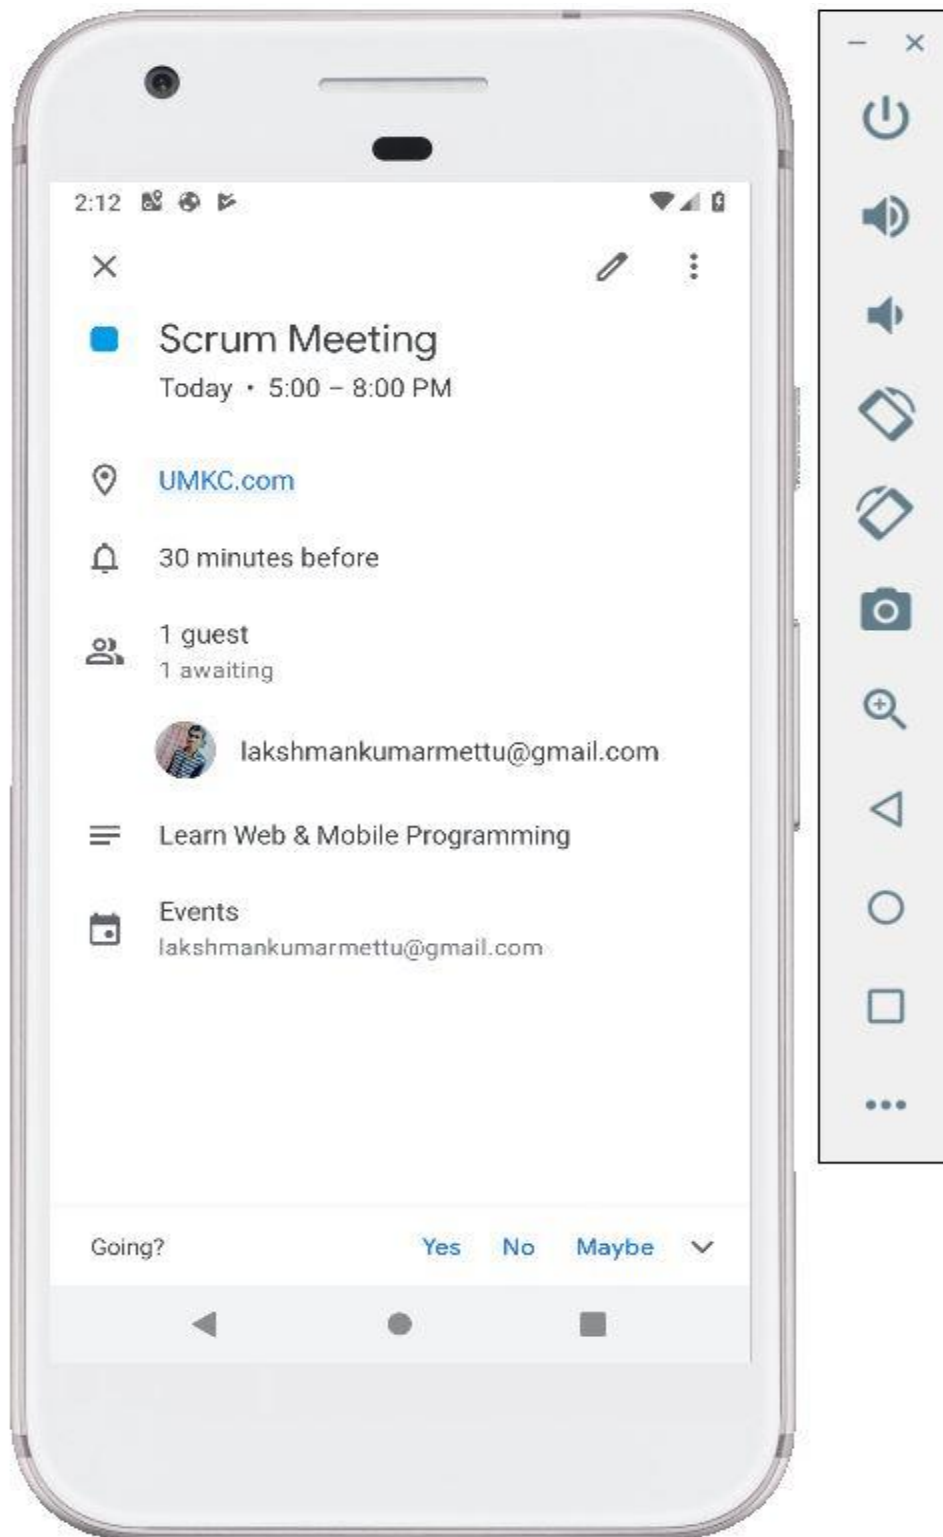 2:12
Scrum Meeting
Today • 5:00 – 8:00 PM
UMKC.com
30 minutes before
1 guest
1 awaiting
lakshmankumarmettu@gmail.com
Learn Web & Mobile Programming
Events
lakshmankumarmettu@gmail.com
Going? Yes No Maybe